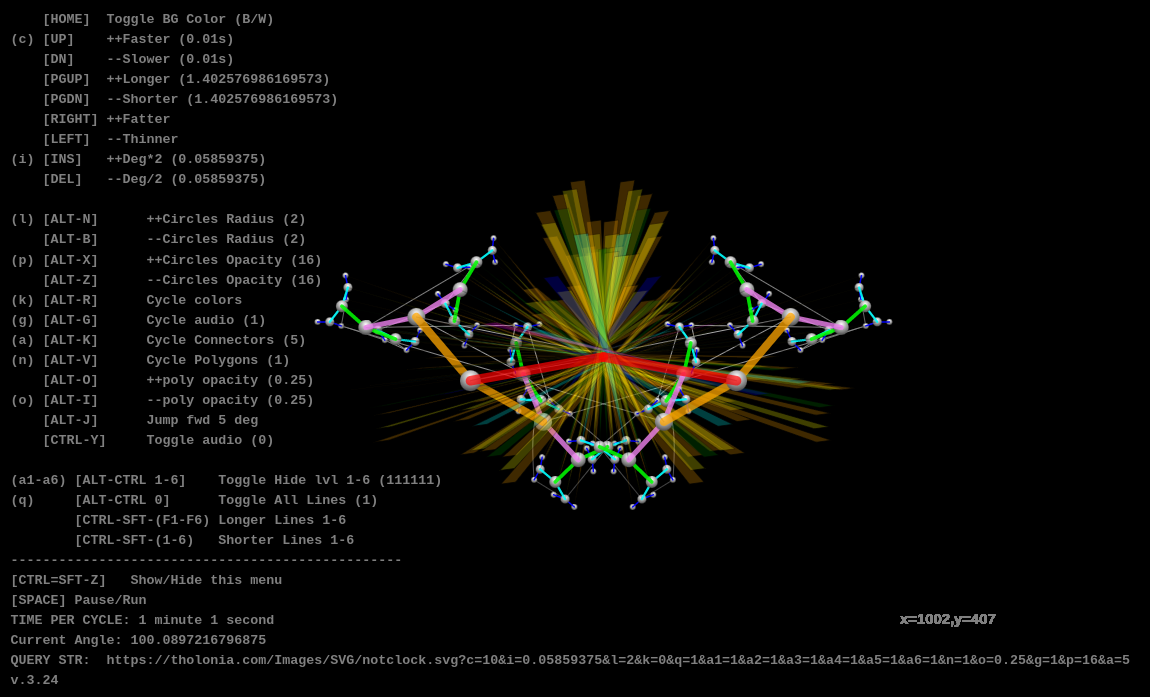 [HOME] Toggle BG Color (B/W)
(c) [UP] ++Faster (0.01s)
[DN] --Slower (0.01s)
[PGUP] ++Longer (1.402576986169573)
[PGDN] --Shorter (1.402576986169573)
[RIGHT] ++Fatter
[LEFT] --Thinner
(i) [INS] ++Deg*2 (0.05859375)
[DEL] --Deg/2 (0.05859375)
(l) [ALT-N] ++Circles Radius (2)
[ALT-B] --Circles Radius (2)
(p) [ALT-X] ++Circles Opacity (16)
[ALT-Z] --Circles Opacity (16)
(k) [ALT-R] Cycle colors
(g) [ALT-G] Cycle audio (1)
(a) [ALT-K] Cycle Connectors (5)
(n) [ALT-V] Cycle Polygons (1)
[ALT-O] ++poly opacity (0.25)
(o) [ALT-I] --poly opacity (0.25)
[ALT-J] Jump fwd 5 deg
[CTRL-Y] Toggle audio (0)
(a1-a6) [ALT-CTRL 1-6] Toggle Hide lvl 1-6 (111111)
(q) [ALT-CTRL 0] Toggle All Lines (1)
[CTRL-SFT-(F1-F6) Longer Lines 1-6
[CTRL-SFT-(1-6) Shorter Lines 1-6
-------------------------------------------------
[CTRL=SFT-Z] Show/Hide this menu
[SPACE] Pause/Run
TIME PER CYCLE: 1 minute 1 second
x=1002,y=407
Current Angle: 100.0897216796875
QUERY STR: https://tholonia.com/Images/SVG/notclock.svg?c=10&i=0.05859375&l=2&k=0&q=1&a1=1&a2=1&a3=1&a4=1&a5=1&a6=1&n=1&o=0.25&g=1&p=16&a=5
v.3.24